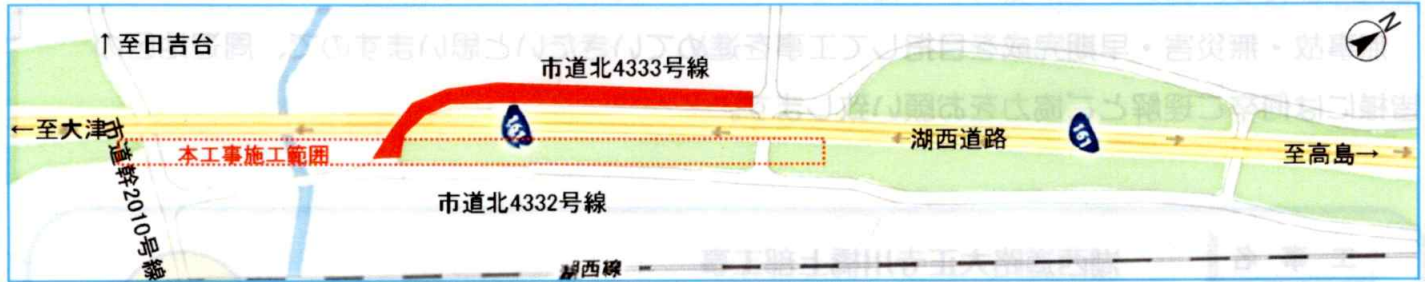 ↑至日吉台
N
市道北4333号線
←至大津
161
本工事施工範囲
湖西道路
161
至高島→
市道幹2010号線
市道北4332号線
湖西線